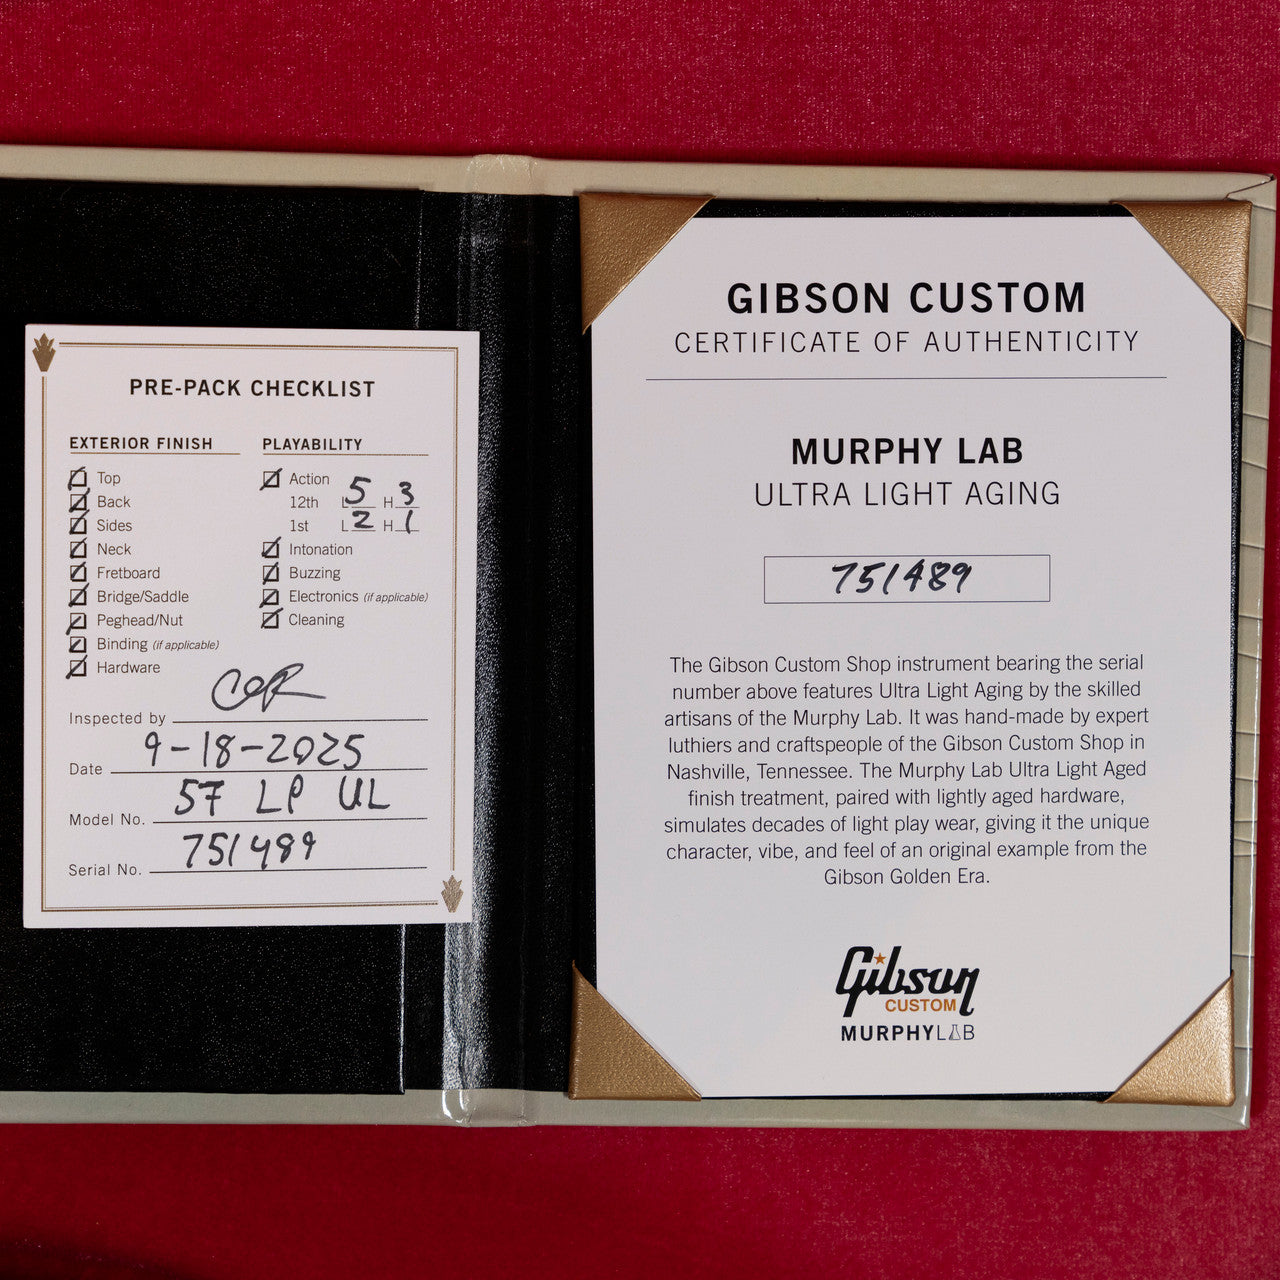 PRE-PACK CHECKLIST
EXTERIOR FINISH
Top
Back
Sides
Neck
Fretboard
Bridge/Saddle
Peghead/Nut
Binding (if applicable)
Hardware
PLAYABILITY
Action
12th L 5 H 3
1st L 2 H 1
Intonation
Buzzing
Electronics (if applicable)
Cleaning
Inspected by
Date 9-18-2025
Model No. 57 LP UL
Serial No. 751489
GIBSON CUSTOM
CERTIFICATE OF AUTHENTICITY
MURPHY LAB
ULTRA LIGHT AGING
751489
The Gibson Custom Shop instrument bearing the serial
number above features Ultra Light Aging by the skilled
artisans of the Murphy Lab. It was hand-made by expert
luthiers and craftspeople of the Gibson Custom Shop in
Nashville, Tennessee. The Murphy Lab Ultra Light Aged
finish treatment, paired with lightly aged hardware,
simulates decades of light play wear, giving it the unique
character, vibe, and feel of an original example from the
Gibson Golden Era.
Gibson
CUSTOM
MURPHYLAB